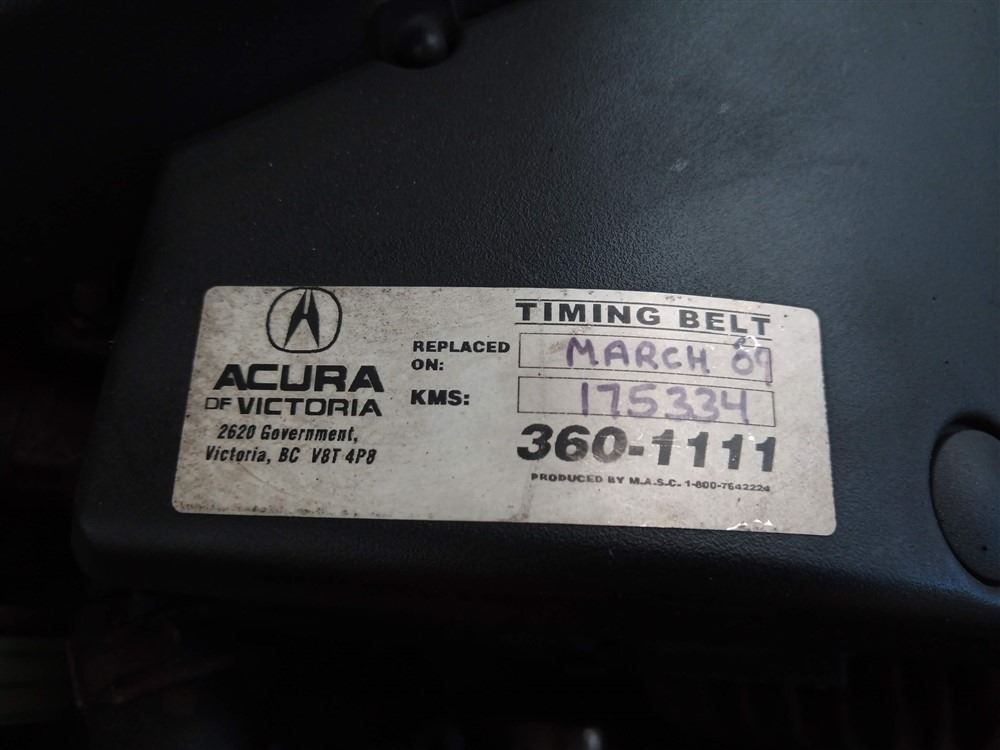 ACURA
OF VICTORIA
2620 Government,
Victoria, BC V8T 4P8
TIMING BELT
REPLACED ON: MARCH 09
KMS: 175334
360-1111
PRODUCED BY M.A.S.C. 1-800-7642224